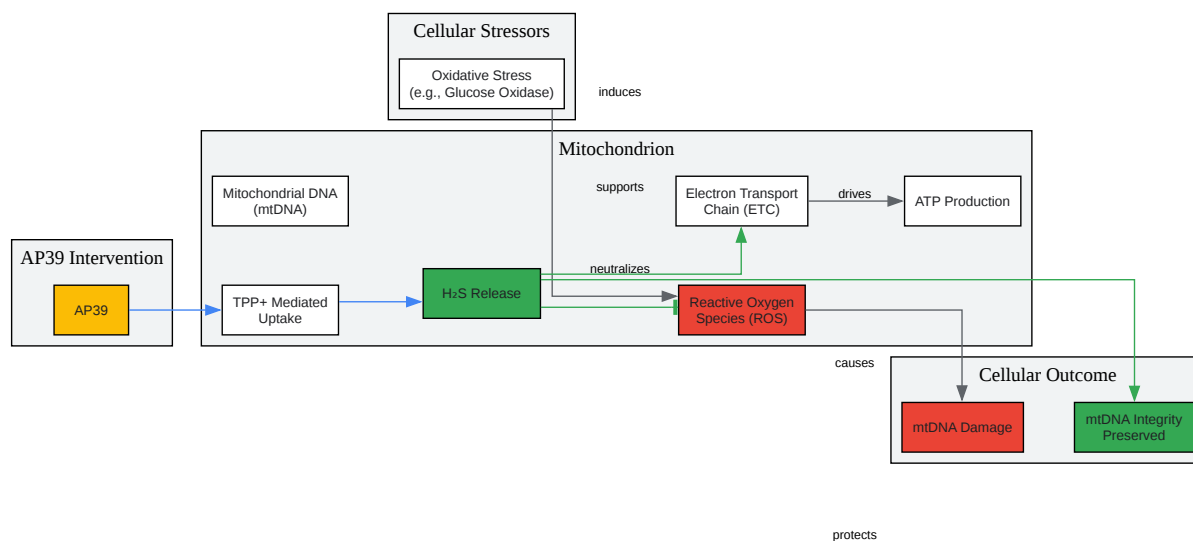 Cellular Stressors
Oxidative Stress
(e.g., Glucose Oxidase)
induces
Mitochondrion
Mitochondrial DNA
(mtDNA)
supports
Electron Transport
Chain (ETC)
drives
ATP Production
AP39 Intervention
AP39
TPP+ Mediated
Uptake
H₂S Release
neutralizes
Reactive Oxygen
Species (ROS)
causes
Cellular Outcome
mtDNA Damage
mtDNA Integrity
Preserved
protects